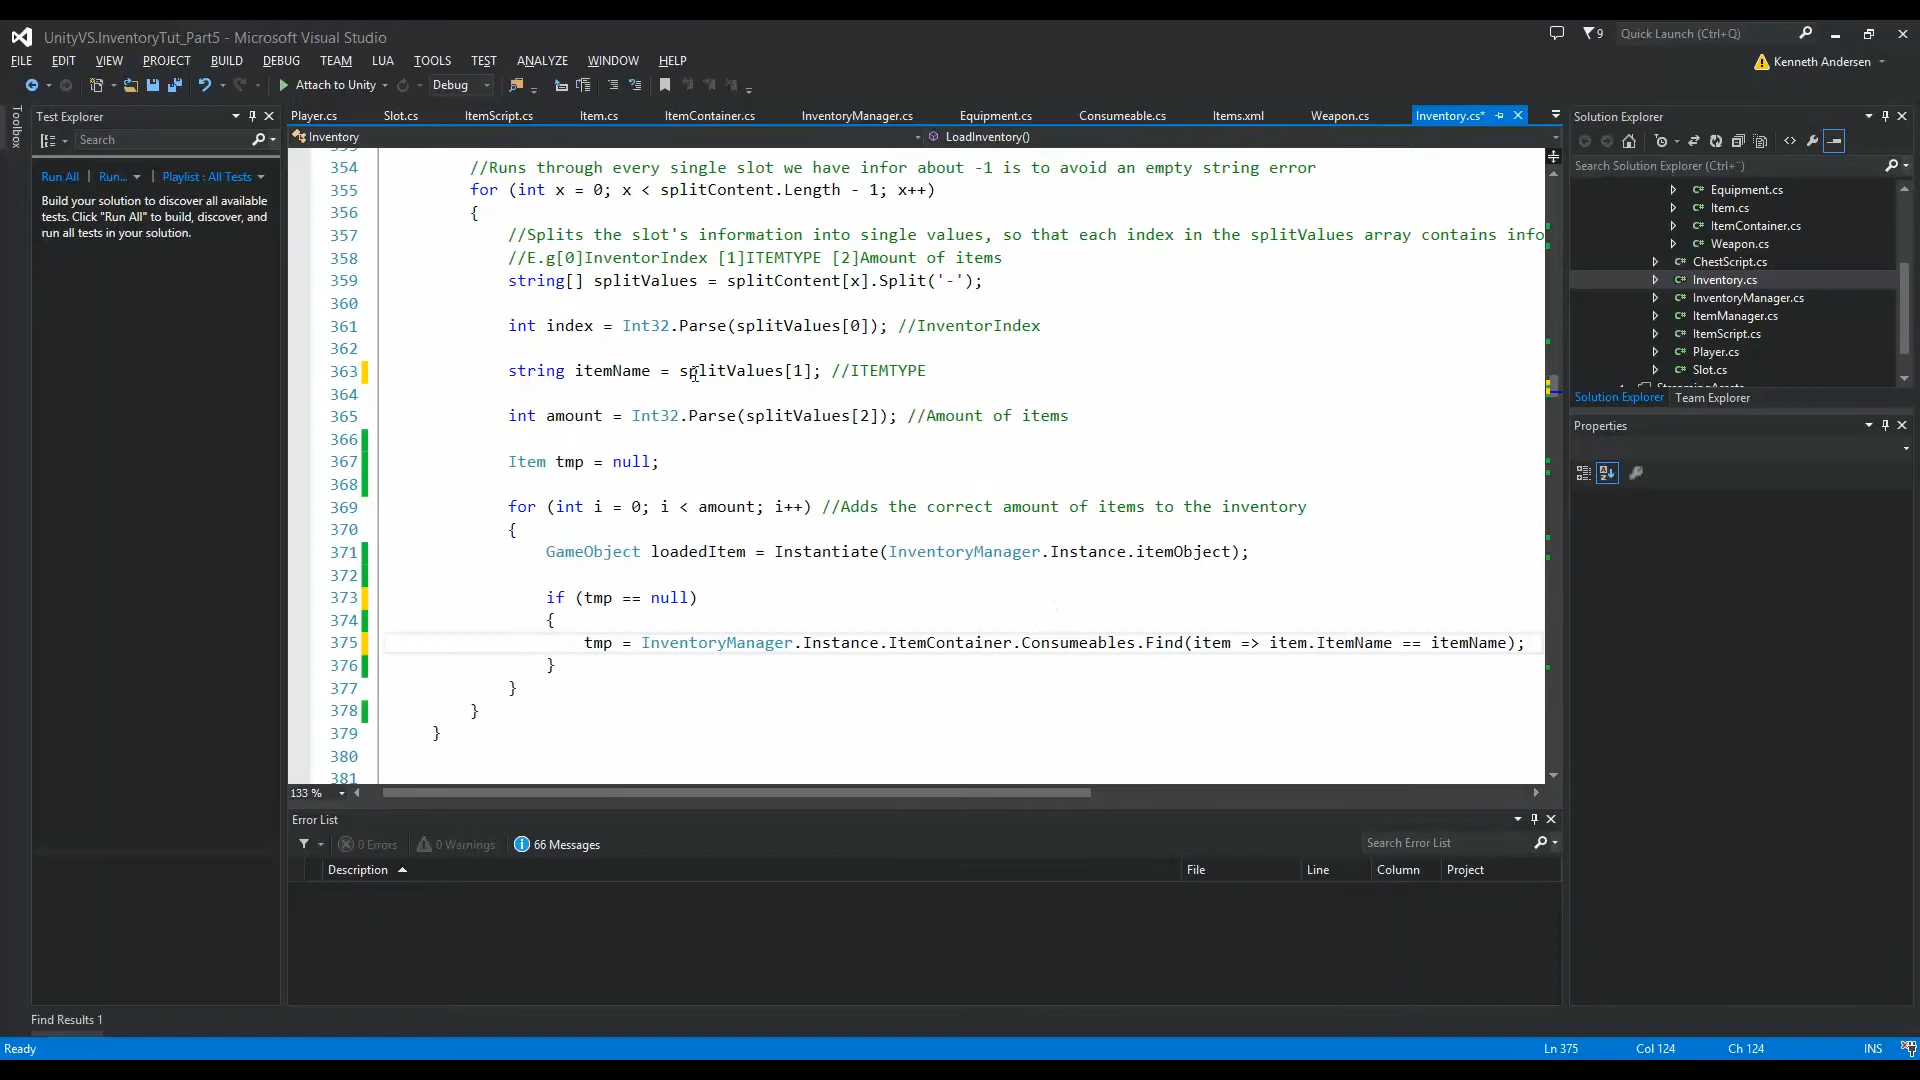 UnityVS.InventoryTut_Part5 - Microsoft Visual Studio
9
Quick Launch (Ctrl+Q)
FILE EDIT VIEW PROJECT BUILD DEBUG TEAM LUA TOOLS TEST ANALYZE WINDOW HELP
Kenneth Andersen
Attach to Unity
Debug
Toolbox
Test Explorer
Search
Run All
Run...
Playlist : All Tests
Build your solution to discover all available
tests. Click "Run All" to build, discover, and
run all tests in your solution.
Player.cs Slot.cs ItemScript.cs Item.cs ItemContainer.cs InventoryManager.cs Equipment.cs Consumeable.cs Items.xml Weapon.cs Inventory.cs*
Inventory
LoadInventory()
354 //Runs through every single slot we have infor about -1 is to avoid an empty string error
355 for (int x = 0; x < splitContent.Length - 1; x++)
356 {
357 //Splits the slot's information into single values, so that each index in the splitValues array contains info
358 //E.g[0]InventorIndex [1]ITEMTYPE [2]Amount of items
359 string[] splitValues = splitContent[x].Split('-');
360
361 int index = Int32.Parse(splitValues[0]); //InventorIndex
362
363 string itemName = splitValues[1]; //ITEMTYPE
364
365 int amount = Int32.Parse(splitValues[2]); //Amount of items
366
367 Item tmp = null;
368
369 for (int i = 0; i < amount; i++) //Adds the correct amount of items to the inventory
370 {
371 GameObject loadedItem = Instantiate(InventoryManager.Instance.itemObject);
372
373 if (tmp == null)
374 {
375 tmp = InventoryManager.Instance.ItemContainer.Consumeables.Find(item => item.ItemName == itemName);
376 }
377 }
378 }
379 }
380
381
133 %
Error List
0 Errors
0 Warnings
66 Messages
Search Error List
Description
File
Line
Column
Project
Solution Explorer
Search Solution Explorer (Ctrl+¨)
Equipment.cs
Item.cs
ItemContainer.cs
Weapon.cs
ChestScript.cs
Inventory.cs
InventoryManager.cs
ItemManager.cs
ItemScript.cs
Player.cs
Slot.cs
StreamingAssets
Solution Explorer Team Explorer
Properties
Find Results 1
Ready
Ln 375
Col 124
Ch 124
INS